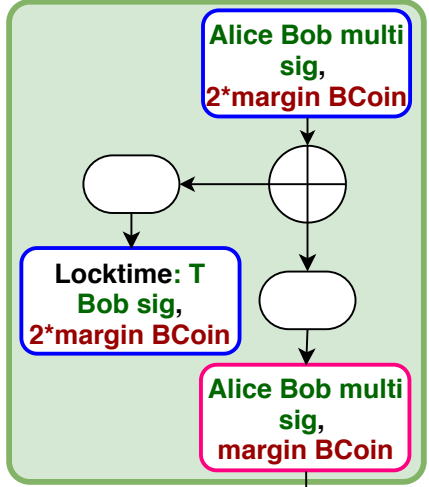 Alice Bob multi
sig,
2*margin BCoin
Locktime: T
Bob sig,
2*margin BCoin
Alice Bob multi
sig,
margin BCoin